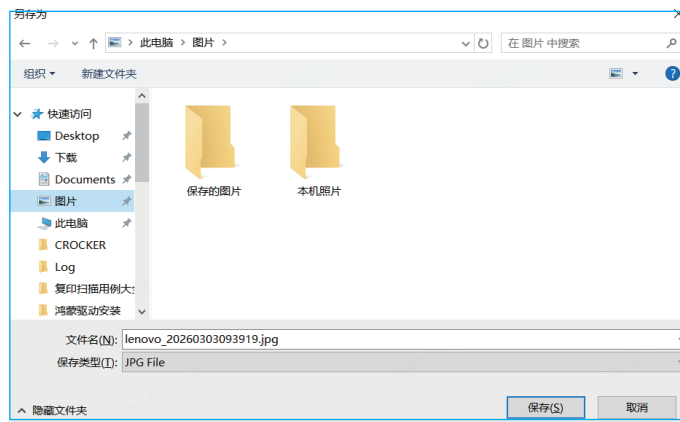 另存为
此电脑 > 图片 >
在 图片 中搜索
组织
新建文件夹
快速访问
Desktop
下载
Documents
图片
此电脑
CROCKER
Log
复印扫描用例大
鸿蒙驱动安装
保存的图片
本机照片
文件名(N): lenovo_20260303093919.jpg
保存类型(T): JPG File
隐藏文件夹
保存(S)
取消